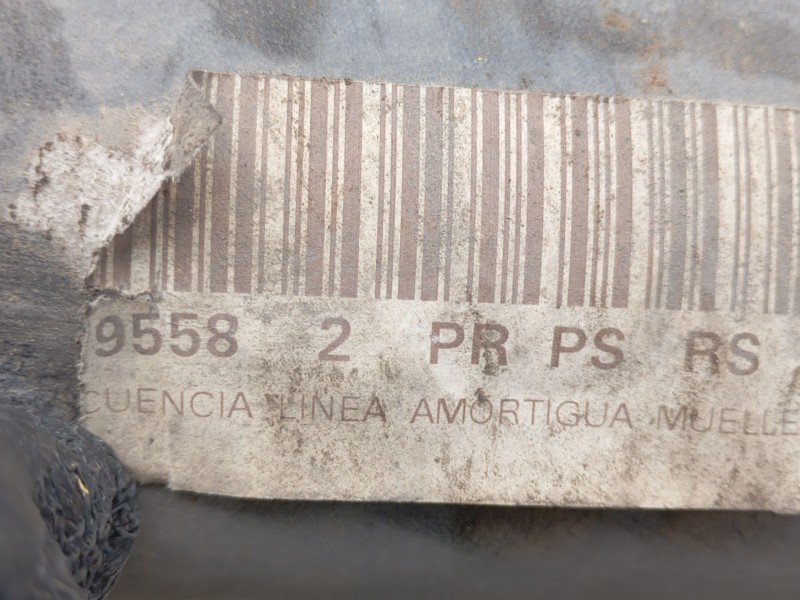 9558 2 PR PS RS
CUENCIA LINEA AMORTIGUA MUELLE